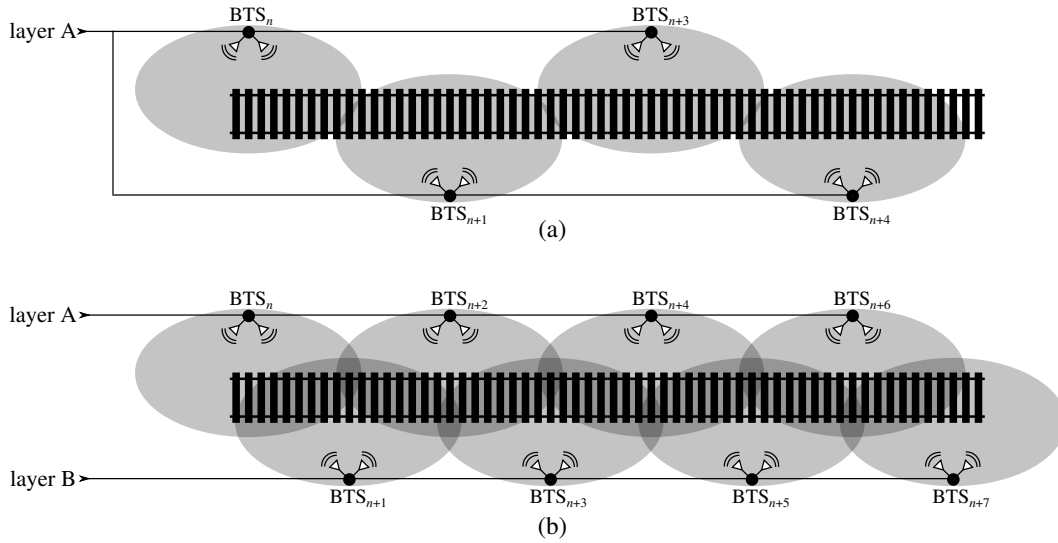 BTSₙ BTSₙ₊₃
layer A
BTSₙ₊₁ BTSₙ₊₄
(a)
BTSₙ BTSₙ₊₂ BTSₙ₊₄ BTSₙ₊₆
layer A
layer B
BTSₙ₊₁ BTSₙ₊₃ BTSₙ₊₅ BTSₙ₊₇
(b)